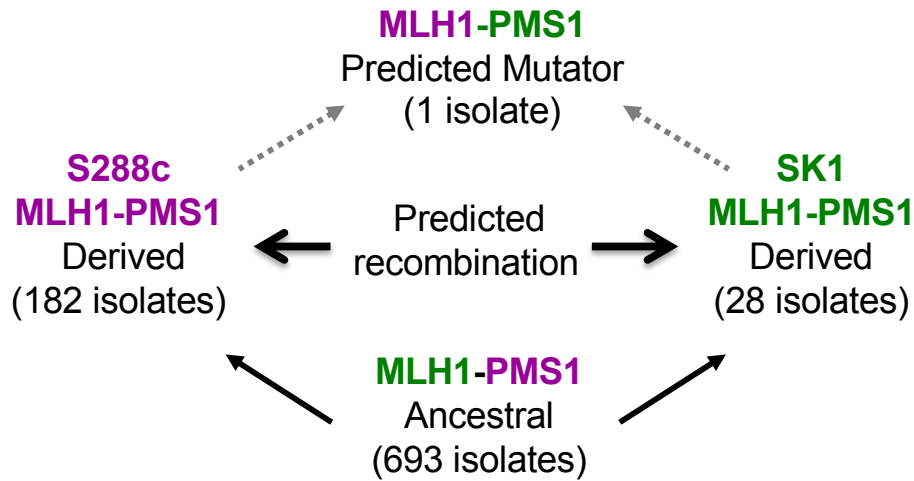 MLH1-PMS1
Predicted Mutator
(1 isolate)
S288c
MLH1-PMS1
Derived
(182 isolates)
Predicted
recombination
SK1
MLH1-PMS1
Derived
(28 isolates)
MLH1-PMS1
Ancestral
(693 isolates)